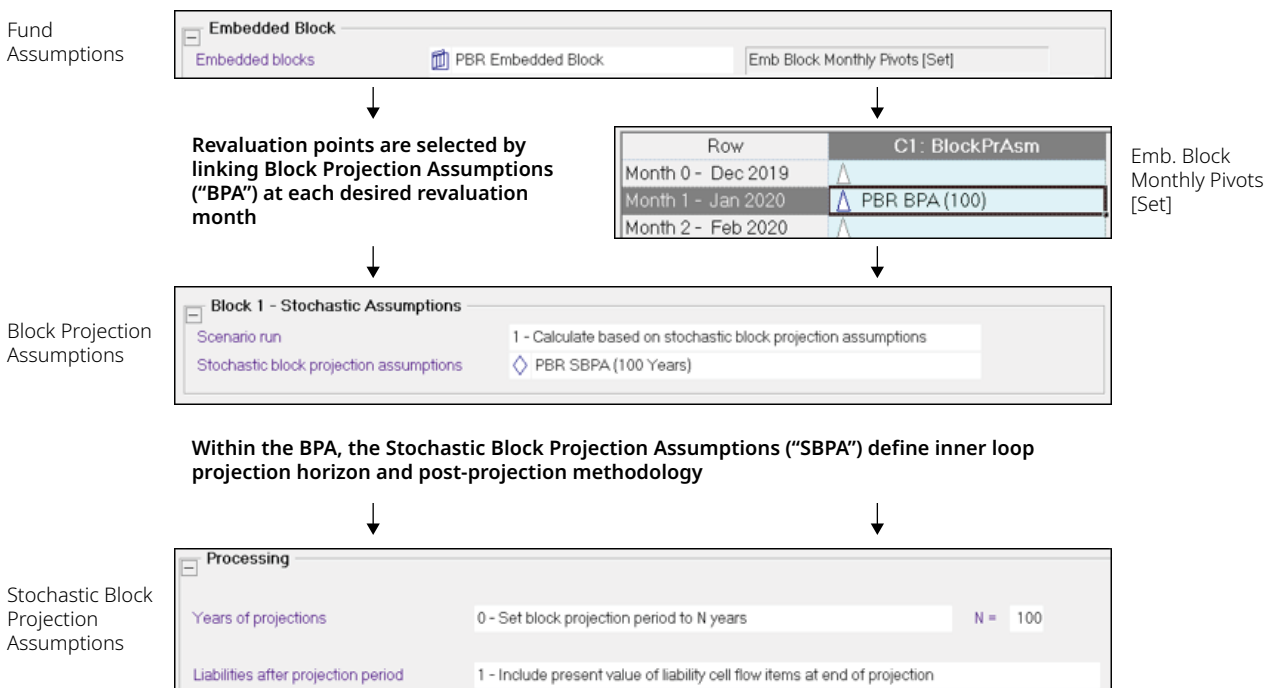 Fund
Assumptions
Embedded Block
Embedded blocks
PBR Embedded Block
Emb Block Monthly Pivots [Set]
Revaluation points are selected by
linking Block Projection Assumptions
("BPA") at each desired revaluation
month
Row
C1: BlockPrAsm
Month 0 - Dec 2019
Month 1 - Jan 2020
PBR BPA (100)
Month 2 - Feb 2020
Emb. Block
Monthly Pivots
[Set]
Block Projection
Assumptions
Block 1 - Stochastic Assumptions
Scenario run
1 - Calculate based on stochastic block projection assumptions
Stochastic block projection assumptions
PBR SBPA (100 Years)
Within the BPA, the Stochastic Block Projection Assumptions ("SBPA") define inner loop
projection horizon and post-projection methodology
Stochastic Block
Projection
Assumptions
Processing
Years of projections
0 - Set block projection period to N years
N = 100
Liabilities after projection period
1 - Include present value of liability cell flow items at end of projection